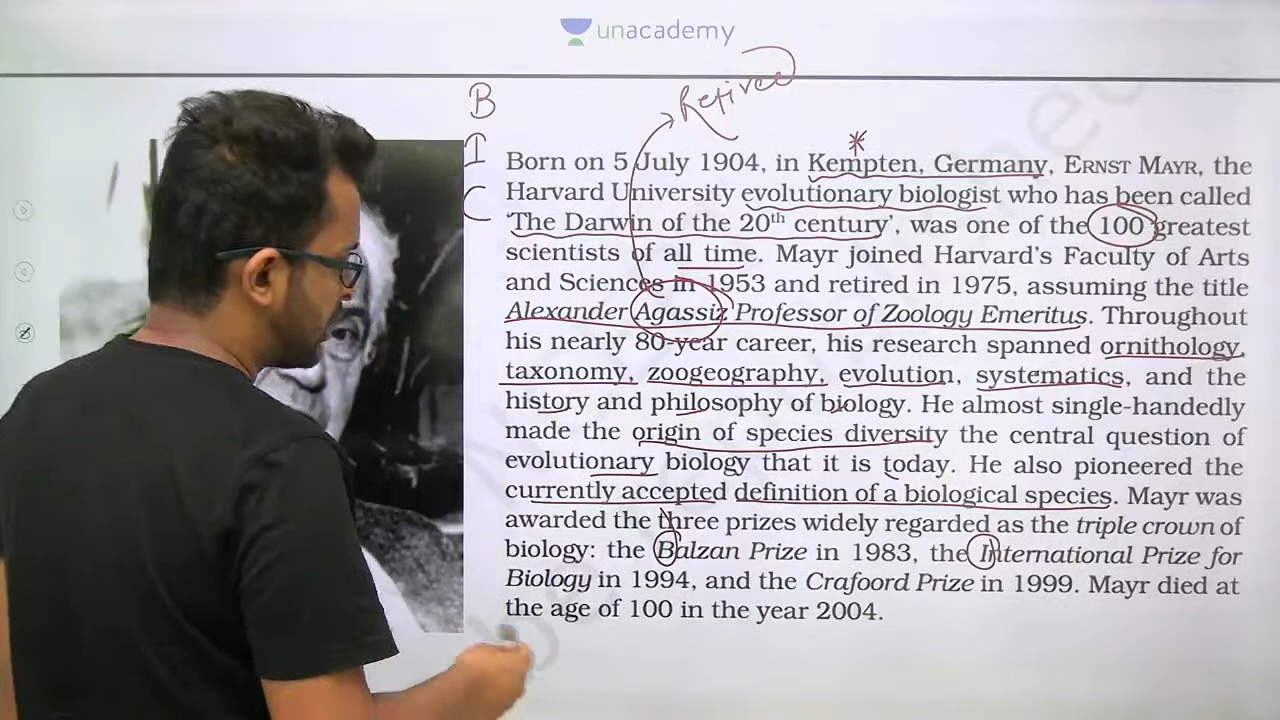 unacademy
Retired
B
I
C
*
Born on 5 July 1904, in Kempten, Germany, ERNST MAYR, the
Harvard University evolutionary biologist who has been called
‘The Darwin of the 20th century’, was one of the 100 greatest
scientists of all time. Mayr joined Harvard’s Faculty of Arts
and Sciences in 1953 and retired in 1975, assuming the title
Alexander Agassiz Professor of Zoology Emeritus. Throughout
his nearly 80-year career, his research spanned ornithology,
taxonomy, zoogeography, evolution, systematics, and the
history and philosophy of biology. He almost single-handedly
made the origin of species diversity the central question of
evolutionary biology that it is today. He also pioneered the
currently accepted definition of a biological species. Mayr was
awarded the three prizes widely regarded as the triple crown of
biology: the Balzan Prize in 1983, the International Prize for
Biology in 1994, and the Crafoord Prize in 1999. Mayr died at
the age of 100 in the year 2004.